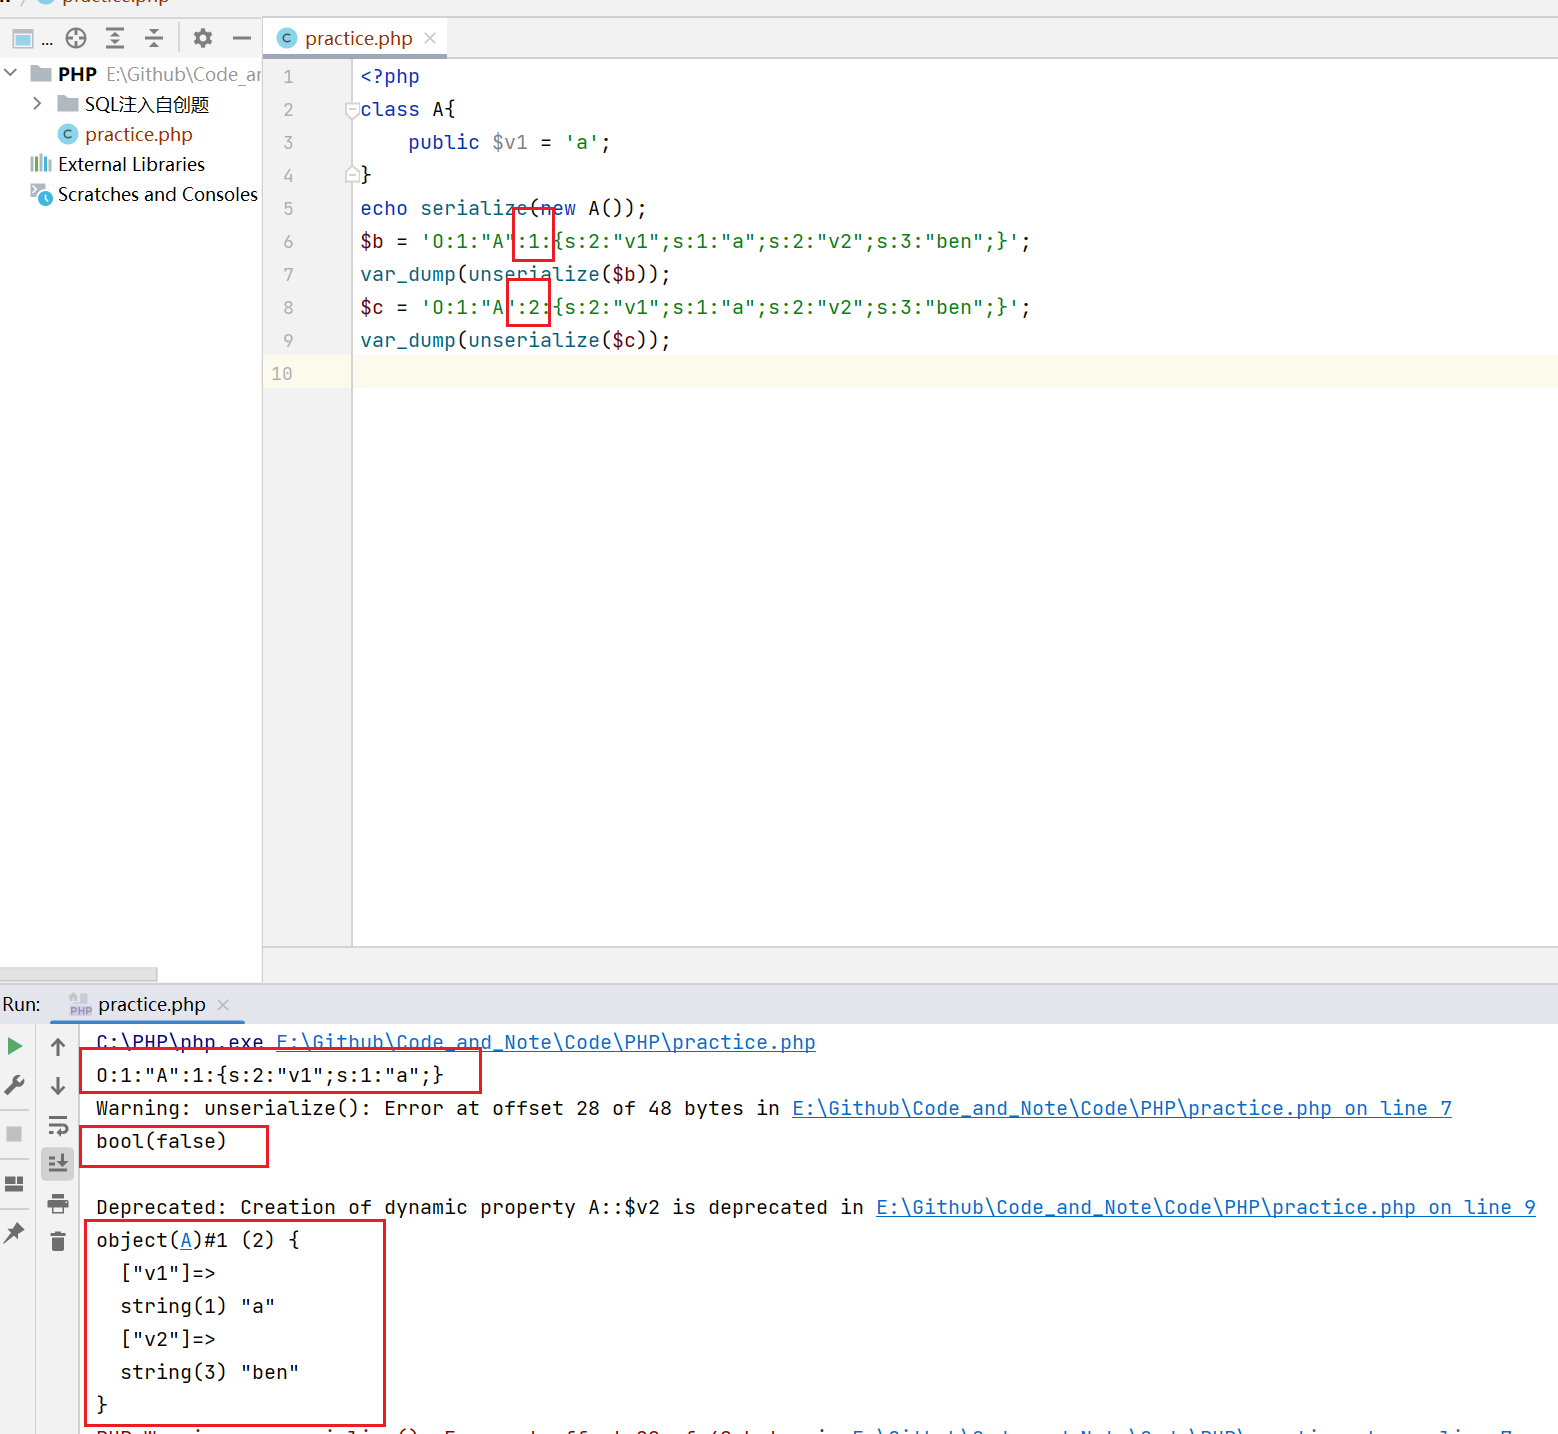 practice.php
...
practice.php
PHP E:\Github\Code_ar
SQL注入自创题
practice.php
External Libraries
Scratches and Consoles
1 <?php
2 class A{
3 public $v1 = 'a';
4 }
5 echo serialize(new A());
6 $b = 'O:1:"A":1:{s:2:"v1";s:1:"a";s:2:"v2";s:3:"ben";}';
7 var_dump(unserialize($b));
8 $c = 'O:1:"A":2:{s:2:"v1";s:1:"a";s:2:"v2";s:3:"ben";}';
9 var_dump(unserialize($c));
10
Run: practice.php
C:\PHP\php.exe E:\Github\Code_and_Note\Code\PHP\practice.php
O:1:"A":1:{s:2:"v1";s:1:"a";}
Warning: unserialize(): Error at offset 28 of 48 bytes in E:\Github\Code_and_Note\Code\PHP\practice.php on line 7
bool(false)
Deprecated: Creation of dynamic property A::$v2 is deprecated in E:\Github\Code_and_Note\Code\PHP\practice.php on line 9
object(A)#1 (2) {
["v1"]=>
string(1) "a"
["v2"]=>
string(3) "ben"
}